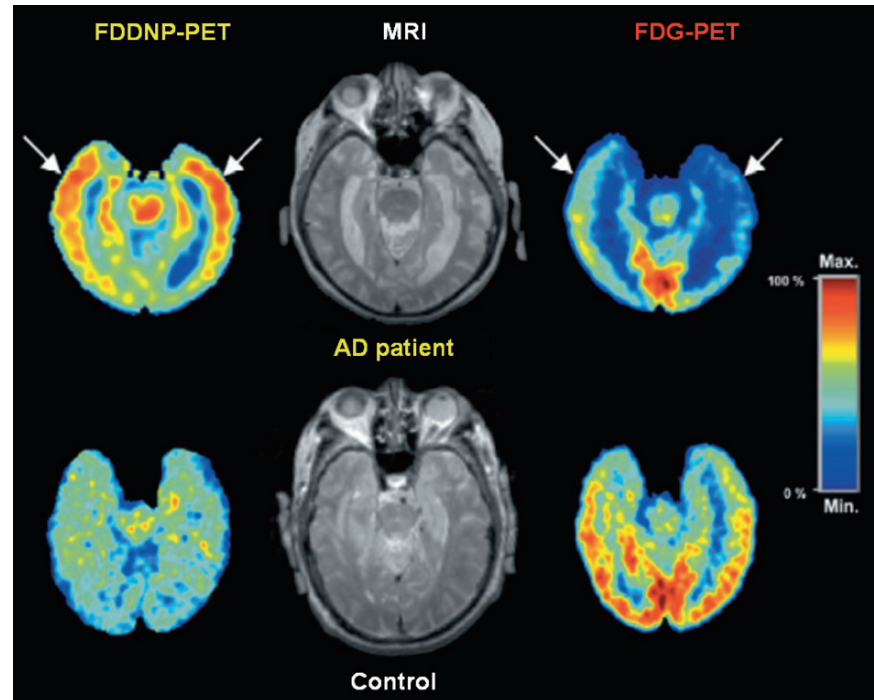 FDDNP-PET MRI FDG-PET
AD patient
Max.
100 %
0 %
Min.
Control